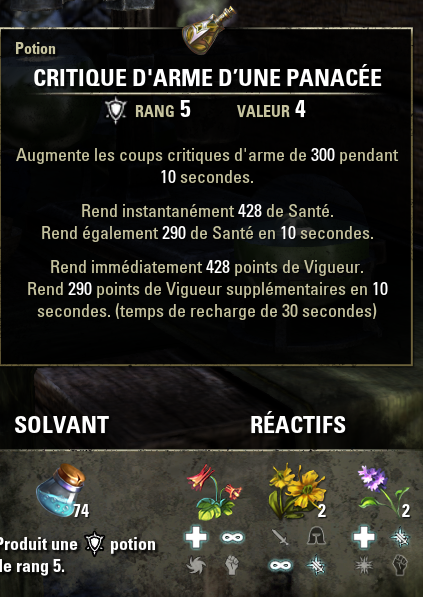 Potion
CRITIQUE D'ARME D’UNE PANACÉE
RANG 5 VALEUR 4
Augmente les coups critiques d'arme de 300 pendant
10 secondes.
Rend instantanément 428 de Santé.
Rend également 290 de Santé en 10 secondes.
Rend immédiatement 428 points de Vigueur.
Rend 290 points de Vigueur supplémentaires en 10
secondes. (temps de recharge de 30 secondes)
SOLVANT RÉACTIFS
74 2 2
Produit une potion
de rang 5.